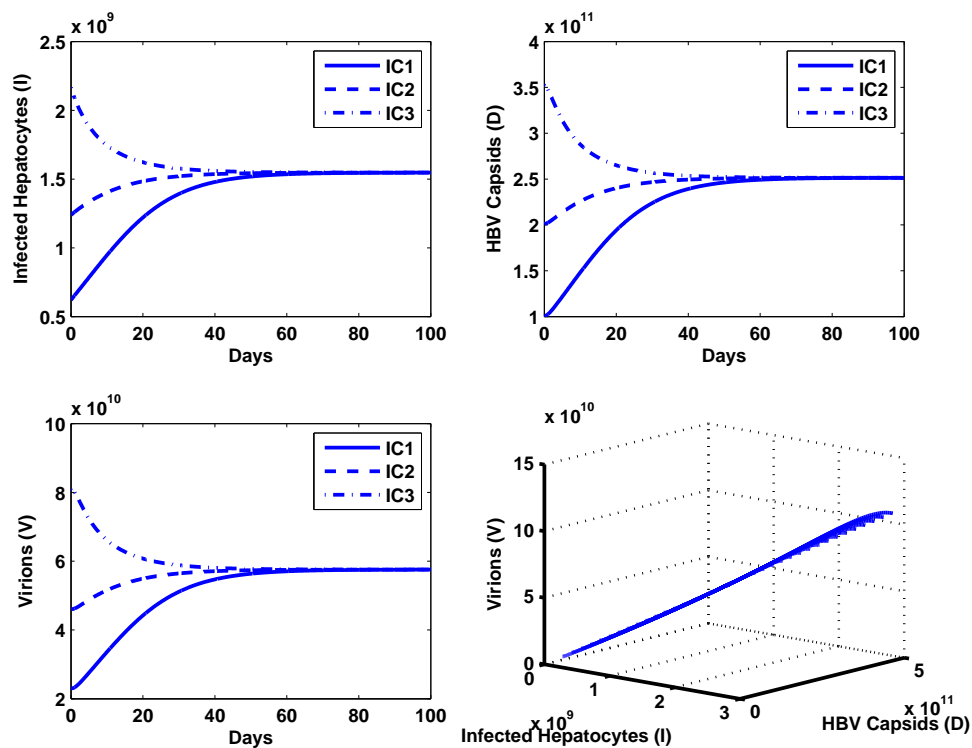 x 10^9
2.5
2
1.5
1
0.5
Infected Hepatocytes (I)
IC1
IC2
IC3
0 20 40 60 80 100
Days
x 10^11
4
3.5
3
2.5
2
1.5
1
HBV Capsids (D)
IC1
IC2
IC3
0 20 40 60 80 100
Days
x 10^10
10
8
6
4
2
Virions (V)
IC1
IC2
IC3
0 20 40 60 80 100
Days
x 10^10
15
10
5
0
Virions (V)
0 1 2 3
x 10^9
Infected Hepatocytes (I)
0 5
x 10^11
HBV Capsids (D)